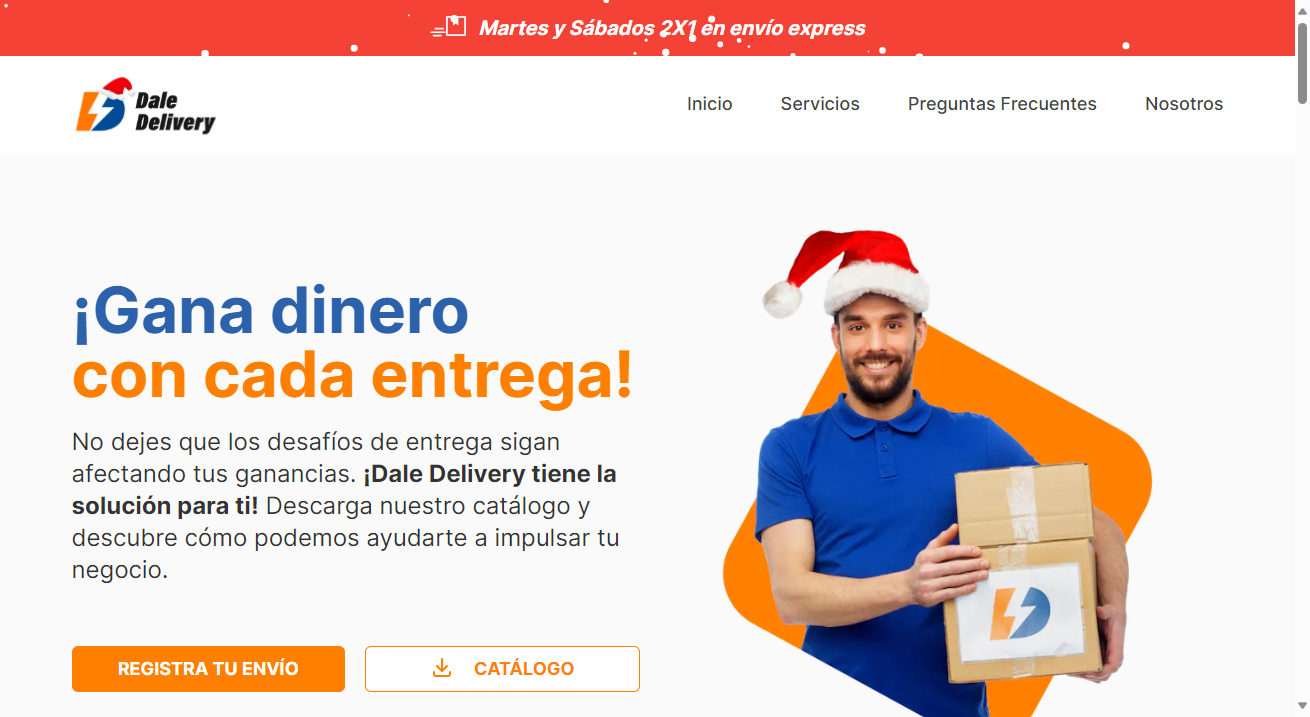 Martes y Sábados 2X1 en envío express
Dale
Delivery
Inicio
Servicios
Preguntas Frecuentes
Nosotros
¡Gana dinero
con cada entrega!
No dejes que los desafíos de entrega sigan
afectando tus ganancias. ¡Dale Delivery tiene la
solución para ti! Descarga nuestro catálogo y
descubre cómo podemos ayudarte a impulsar tu
negocio.
REGISTRA TU ENVÍO
CATÁLOGO